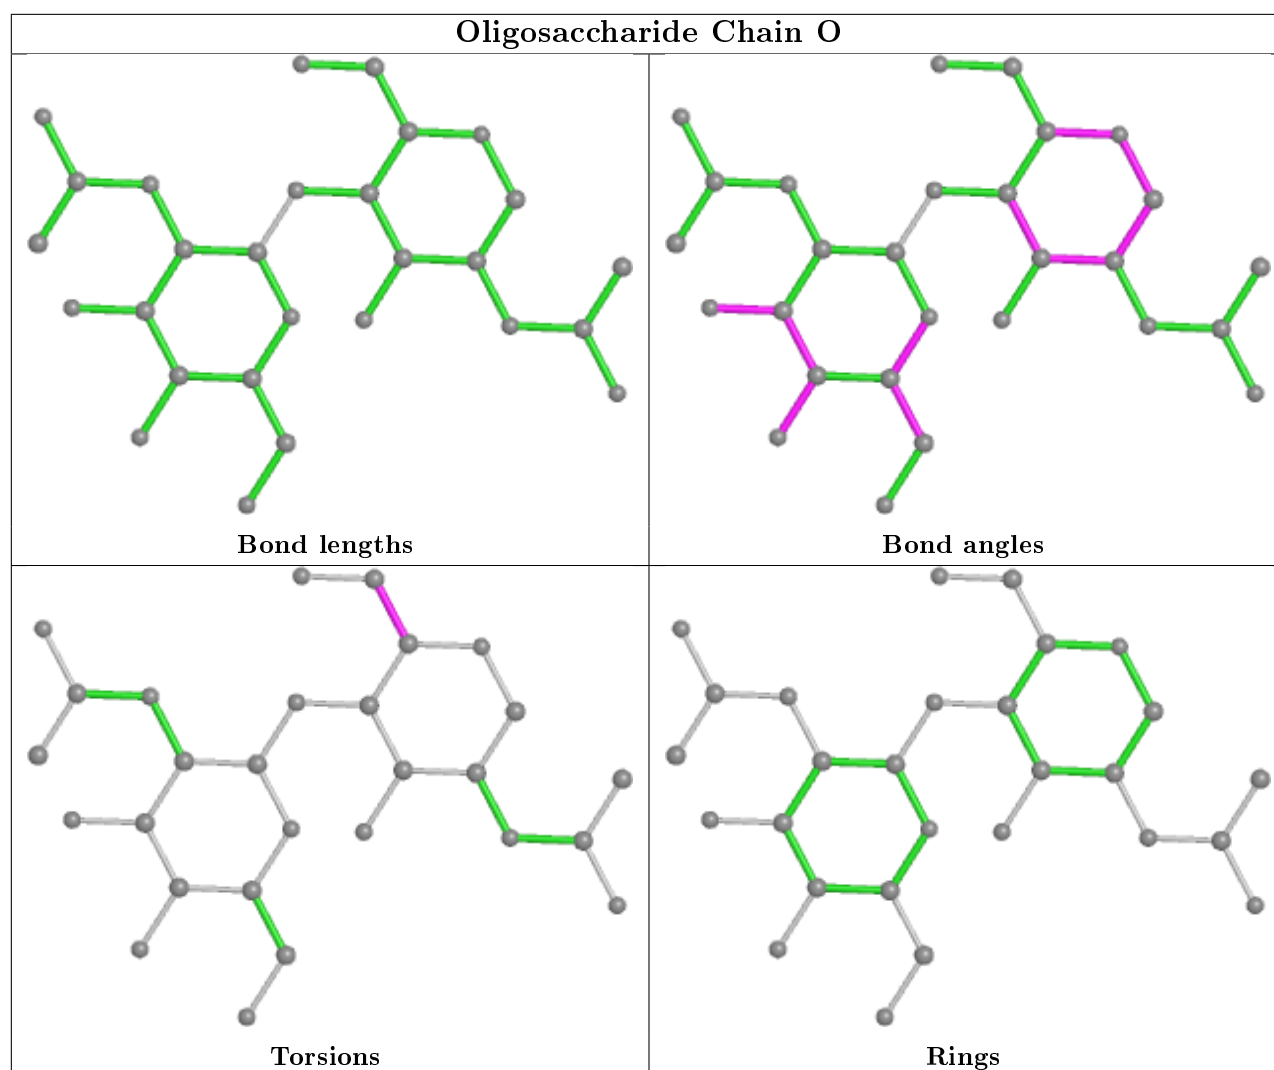 Oligosaccharide Chain O
Bond lengths
Bond angles
Torsions
Rings